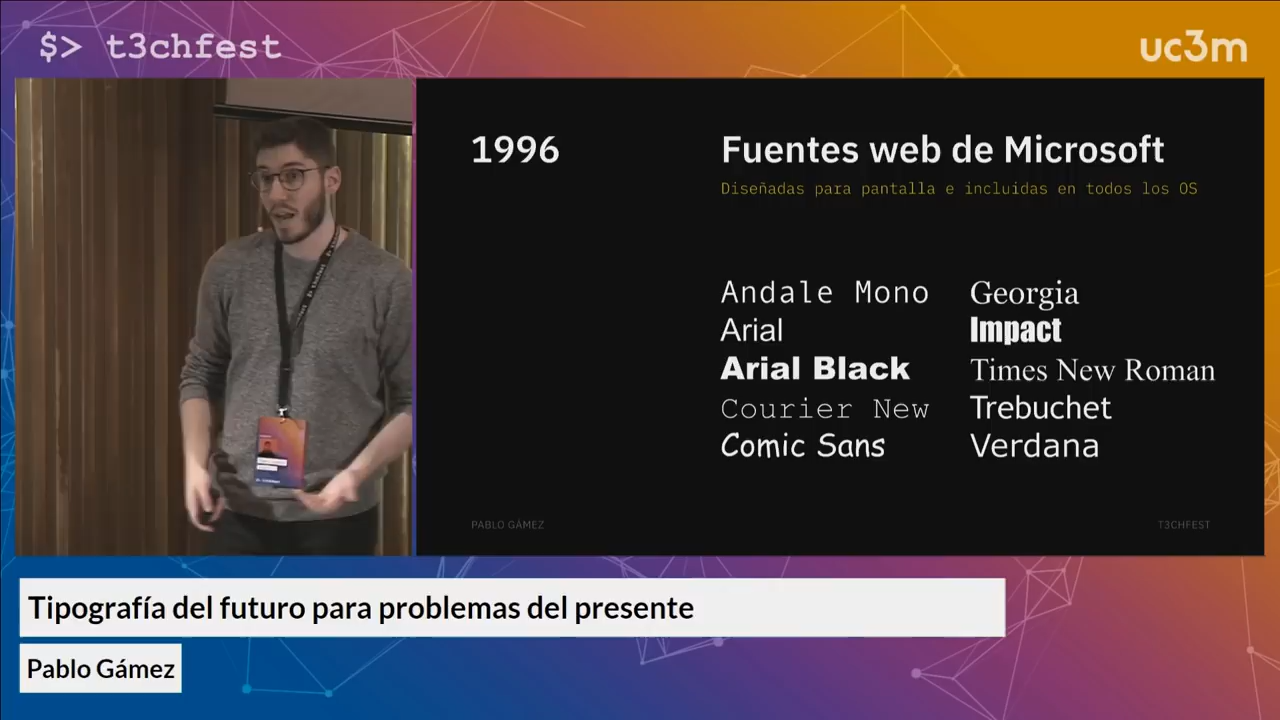 $> t3chfest
uc3m
1996
Fuentes web de Microsoft
Diseñadas para pantalla e incluidas en todos los OS
Andale Mono
Arial
Arial Black
Courier New
Comic Sans
Georgia
Impact
Times New Roman
Trebuchet
Verdana
PABLO GÁMEZ
T3CHFEST
Tipografía del futuro para problemas del presente
Pablo Gámez